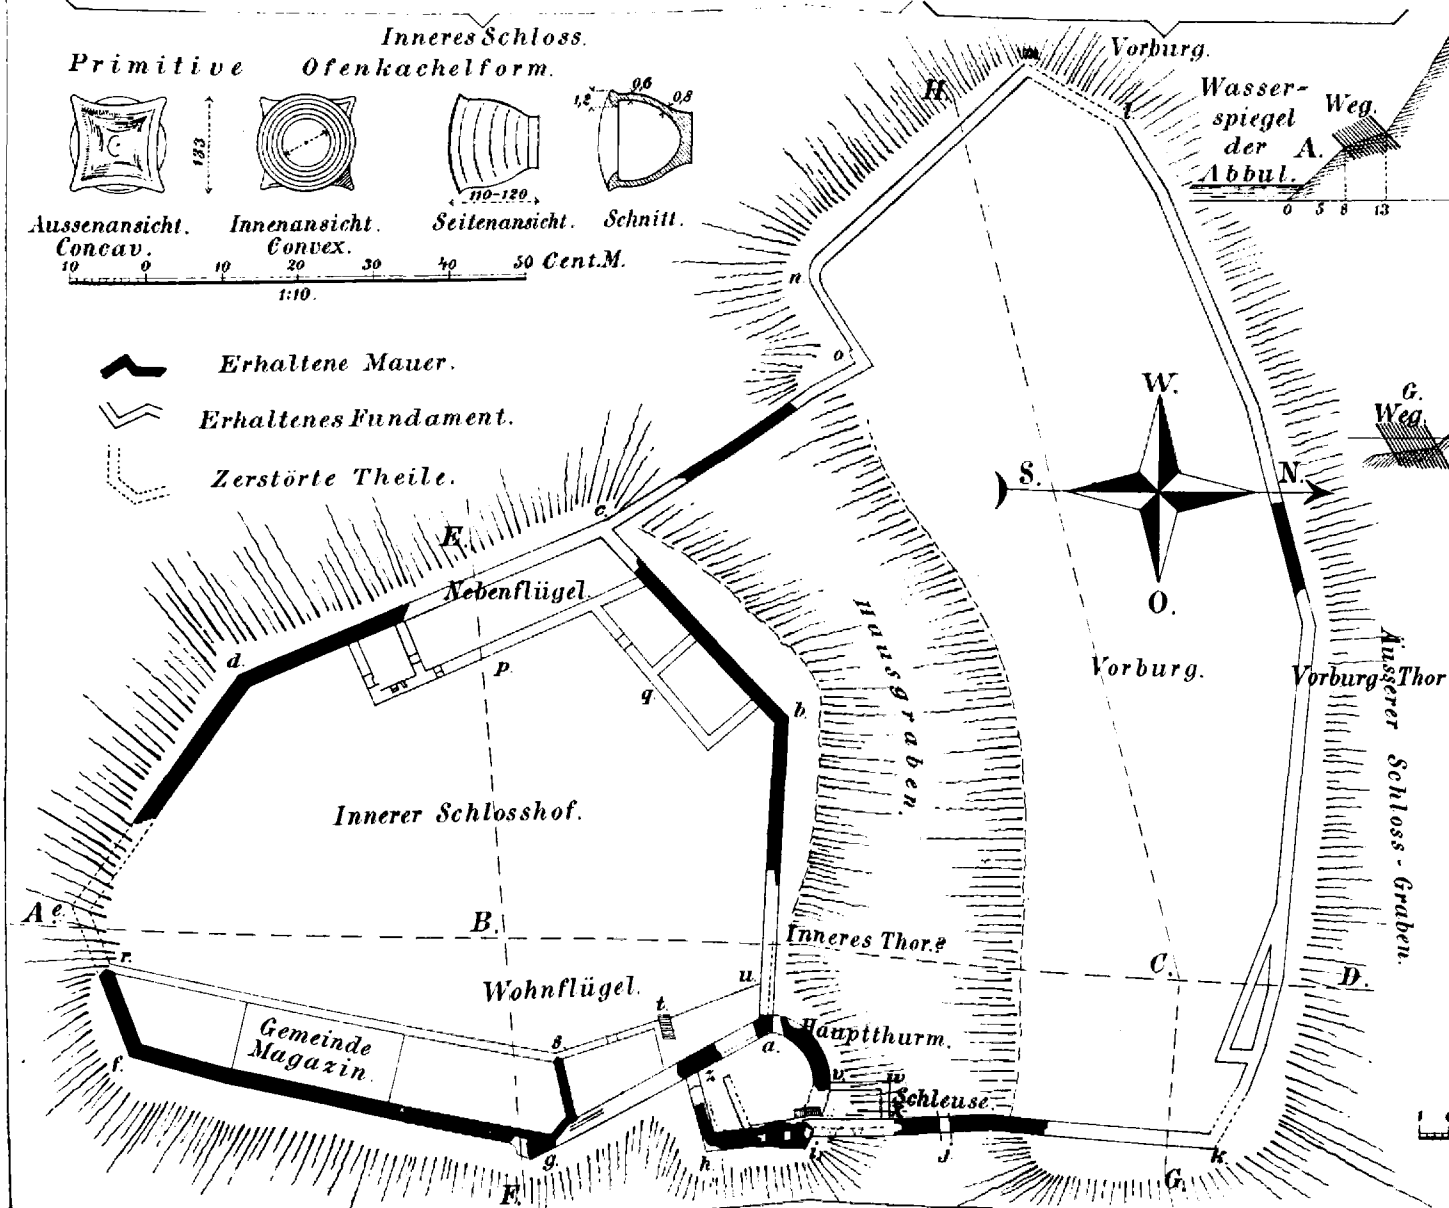 Inneres Schloss.
Primitive Ofenkachelform.
133
110-120
1,2
0,6
0,8
Aussenansicht.
Concav.
Innenansicht.
Convex.
Seitenansicht.
Schnitt.
10 0 10 20 30 40 50 Cent.M.
1:10.
Erhaltene Mauer.
Erhaltenes Fundament.
Zerstörte Theile.
Vorburg.
Wasser-
spiegel
der
Abbul.
Weg.
A.
0 5 8 13
G.
Weg.
H.
l
n.
o
W.
S.
N.
O.
c.
E.
Nebenflügel.
d.
p.
q
b.
Hausgraben.
Vorburg.
Vorburg-Thor
Äusserer Schloss-Graben.
Innerer Schlosshof.
A
e.
B.
Inneres Thor.?
C.
D.
r.
Wohnflügel.
t.
u.
Gemeinde
Magazin.
s.
a.
Hauptthurm.
f.
z.
v.
w
Schleuse.
g.
h
i.
j
k
F.
G.